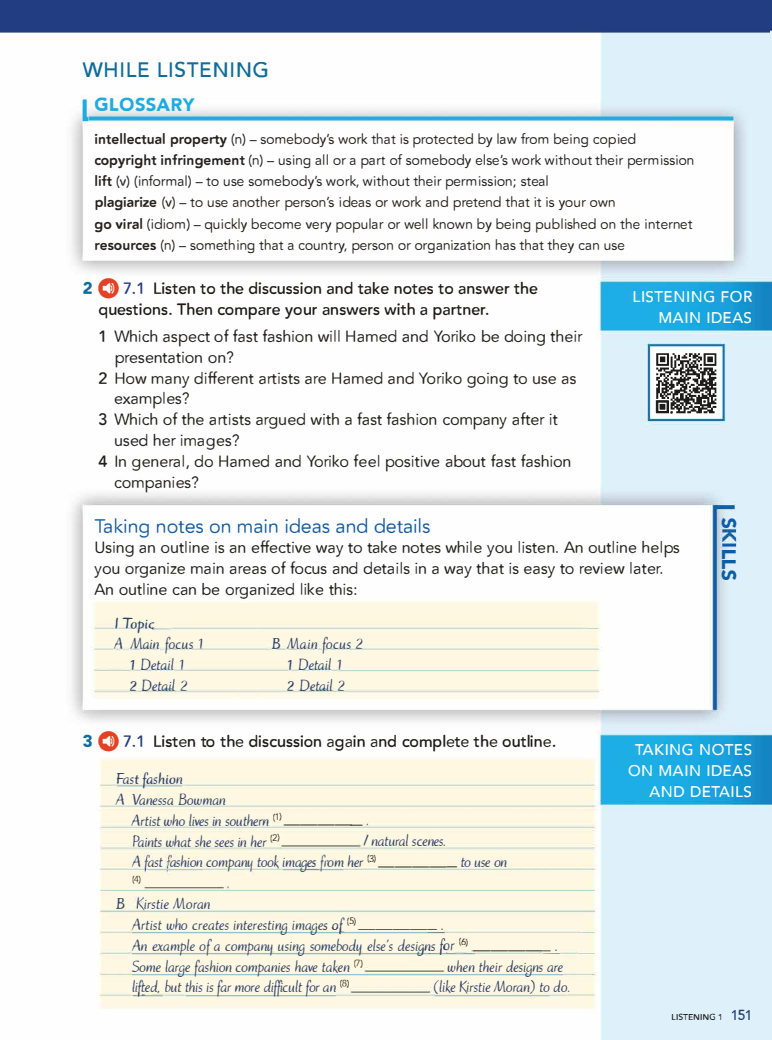 WHILE LISTENING
GLOSSARY
intellectual property (n) – somebody's work that is protected by law from being copied
copyright infringement (n) – using all or a part of somebody else's work without their permission
lift (v) (informal) – to use somebody's work, without their permission; steal
plagiarize (v) – to use another person's ideas or work and pretend that it is your own
go viral (idiom) – quickly become very popular or well known by being published on the internet
resources (n) – something that a country, person or organization has that they can use
2 7.1 Listen to the discussion and take notes to answer the
questions. Then compare your answers with a partner.
1 Which aspect of fast fashion will Hamed and Yoriko be doing their
presentation on?
2 How many different artists are Hamed and Yoriko going to use as
examples?
3 Which of the artists argued with a fast fashion company after it
used her images?
4 In general, do Hamed and Yoriko feel positive about fast fashion
companies?
LISTENING FOR
MAIN IDEAS
Taking notes on main ideas and details
Using an outline is an effective way to take notes while you listen. An outline helps
you organize main areas of focus and details in a way that is easy to review later.
An outline can be organized like this:
I Topic
A Main focus 1 B Main focus 2
1 Detail 1 1 Detail 1
2 Detail 2 2 Detail 2
SKILLS
3 7.1 Listen to the discussion again and complete the outline.
TAKING NOTES
ON MAIN IDEAS
AND DETAILS
Fast fashion
A Vanessa Bowman
Artist who lives in southern (1) __________ .
Paints what she sees in her (2) __________ / natural scenes.
A fast fashion company took images from her (3) __________ to use on
(4) __________ .
B Kirstie Moran
Artist who creates interesting images of (5) __________ .
An example of a company using somebody else's designs for (6) __________ .
Some large fashion companies have taken (7) __________ when their designs are
lifted, but this is far more difficult for an (8) __________ (like Kirstie Moran) to do.
LISTENING 1 151